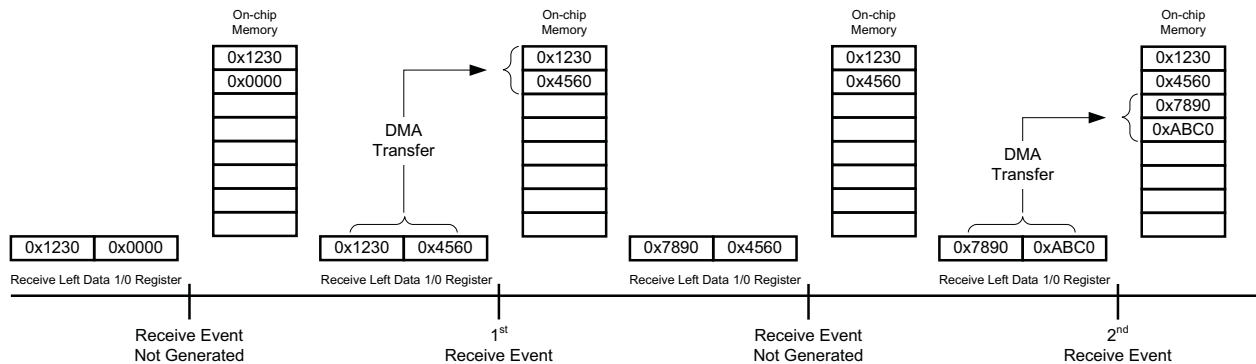 On-chip
Memory
0x1230
0x0000
On-chip
Memory
0x1230
0x4560
On-chip
Memory
0x1230
0x4560
On-chip
Memory
0x1230
0x4560
0x7890
0xABC0
DMA
Transfer
DMA
Transfer
0x1230 0x0000
0x1230 0x4560
0x7890 0x4560
0x7890 0xABC0
Receive Left Data 1/0 Register
Receive Left Data 1/0 Register
Receive Left Data 1/0 Register
Receive Left Data 1/0 Register
Receive Event
Not Generated
1st
Receive Event
Receive Event
Not Generated
2nd
Receive Event